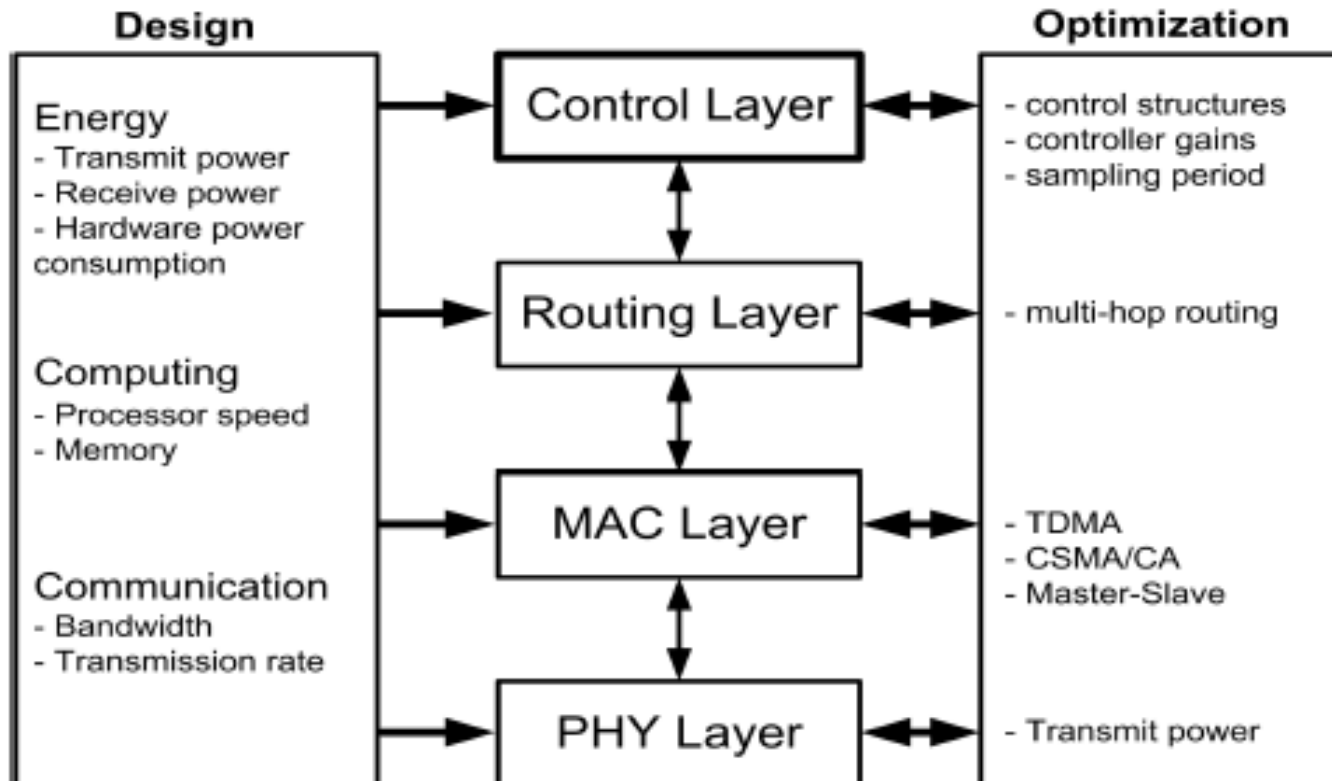 Design
Energy
- Transmit power
- Receive power
- Hardware power
consumption
Computing
- Processor speed
- Memory
Communication
- Bandwidth
- Transmission rate
Control Layer
Routing Layer
MAC Layer
PHY Layer
Optimization
- control structures
- controller gains
- sampling period
- multi-hop routing
- TDMA
- CSMA/CA
- Master-Slave
- Transmit power